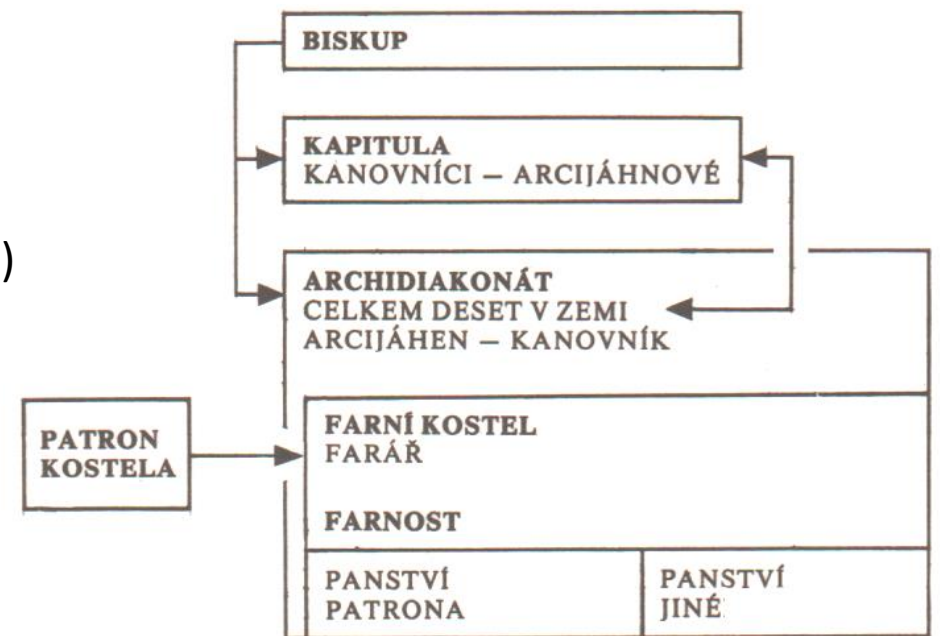 BISKUP
KAPITULA
KANOVNÍCI – ARCIJÁHNOVÉ
)
ARCHIDIAKONÁT
CELKEM DESET V ZEMI
ARCIJÁHEN – KANOVNÍK
PATRON
KOSTELA
FARNÍ KOSTEL
FARÁŘ
FARNOST
PANSTVÍ
PATRONA
PANSTVÍ
JINÉ